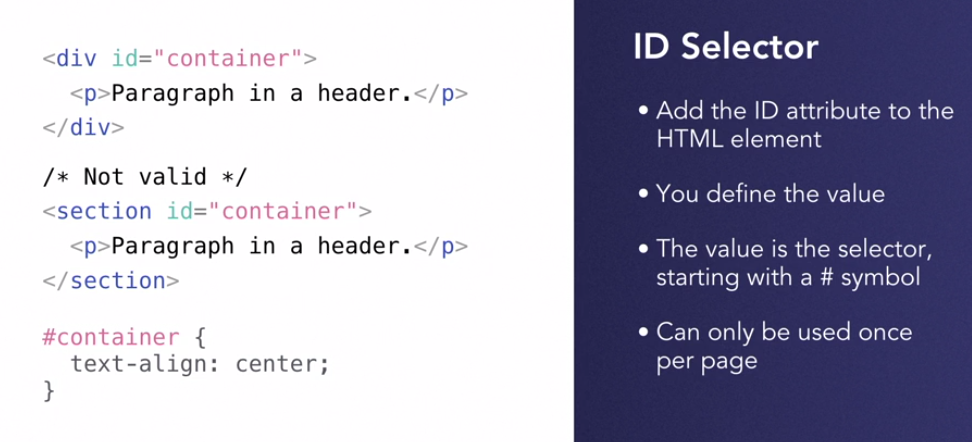 <div id="container">
<p>Paragraph in a header.</p>
</div>
/* Not valid */
<section id="container">
<p>Paragraph in a header.</p>
</section>
#container {
text-align: center;
}
ID Selector
• Add the ID attribute to the
HTML element
• You define the value
• The value is the selector,
starting with a # symbol
• Can only be used once
per page